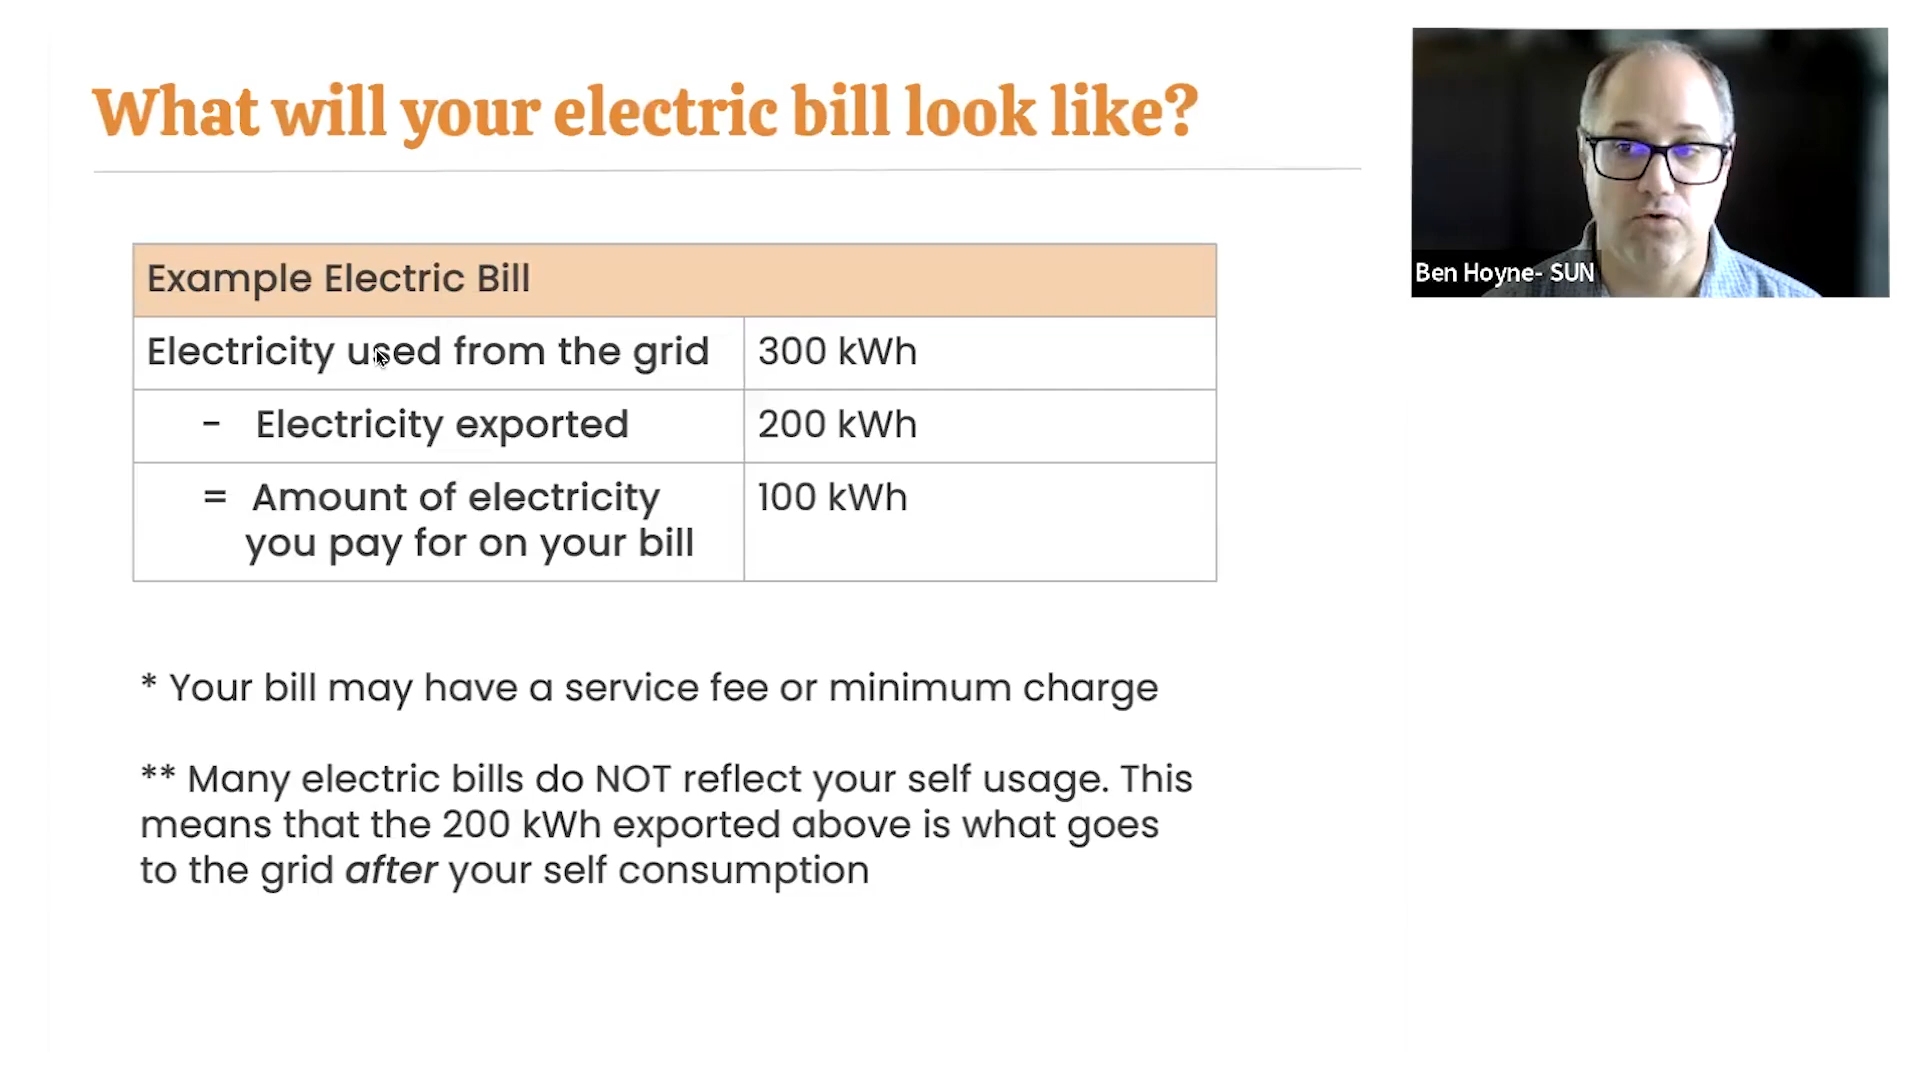 What will your electric bill look like?
Ben Hoyne- SUN
Example Electric Bill
Electricity used from the grid 300 kWh
- Electricity exported 200 kWh
= Amount of electricity 100 kWh
you pay for on your bill
* Your bill may have a service fee or minimum charge
** Many electric bills do NOT reflect your self usage. This
means that the 200 kWh exported above is what goes
to the grid after your self consumption